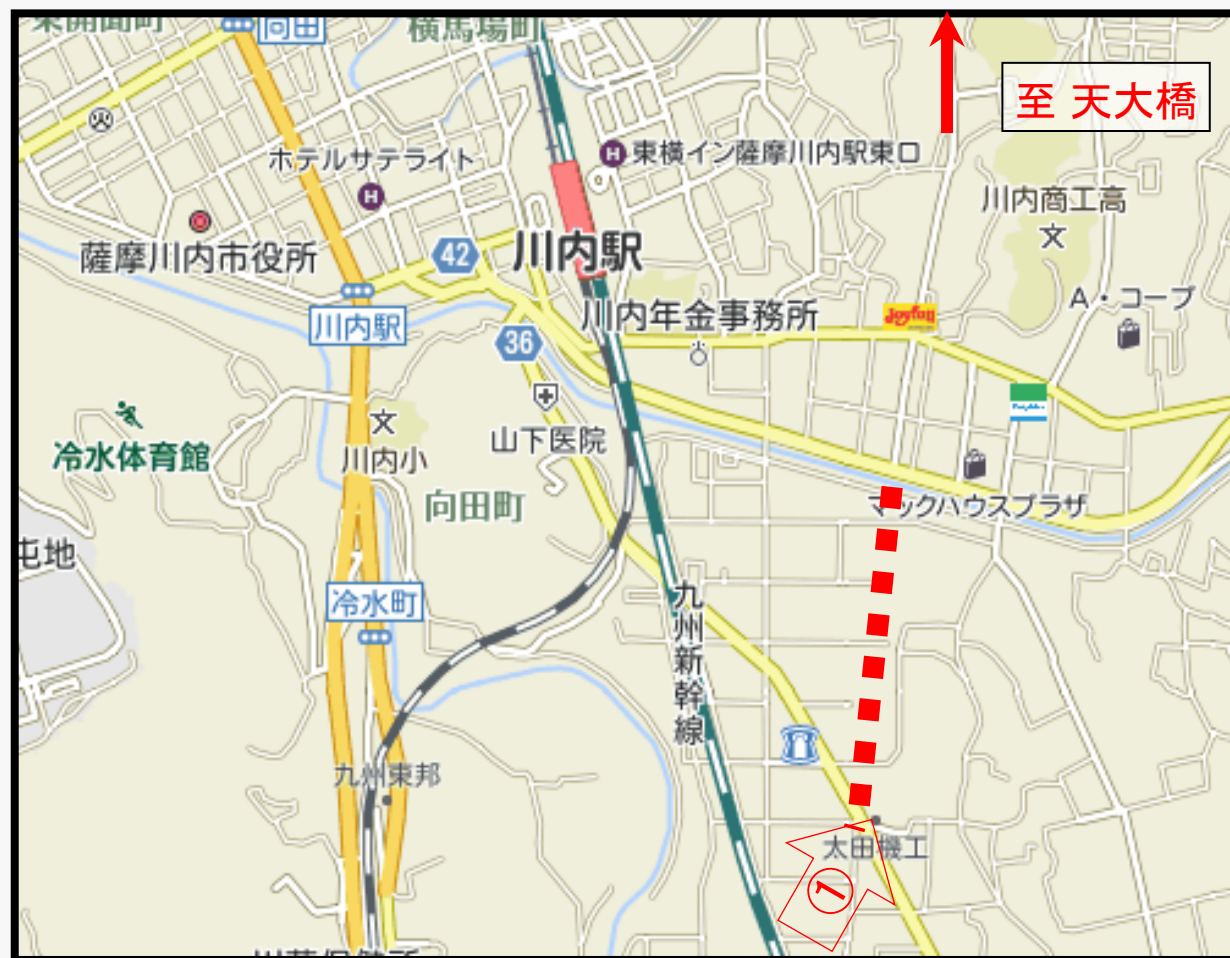 東開聞町
向田
横馬場町
至 天大橋
ホテルサテライト
東横イン薩摩川内駅東口
川内商工高
薩摩川内市役所
42
川内駅
A・コープ
川内駅
川内年金事務所
Joyfull
36
FamilyMart
山下医院
冷水体育館
川内小
向田町
マックハウスプラザ
屯地
冷水町
九州新幹線
九州東邦
太田機工
①